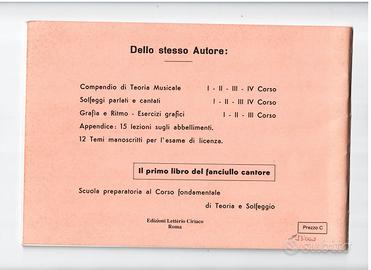 Dello stesso Autore:
Compendio di Teoria Musicale I - II - III - IV Corso
Solfeggi parlati e cantati I - II - III IV Corso
Grafia e Ritmo - Esercizi grafici I - II - III Corso
Appendice: 15 lezioni sugli abbellimenti.
12 Temi manoscritti per l'esame di licenza.
Il primo libro del fanciullo cantore
Scuola preparatoria al Corso fondamentale
di Teoria e Solfeggio
Edizioni Letterio Ciriaco
Roma
Prezzo C
subito.it